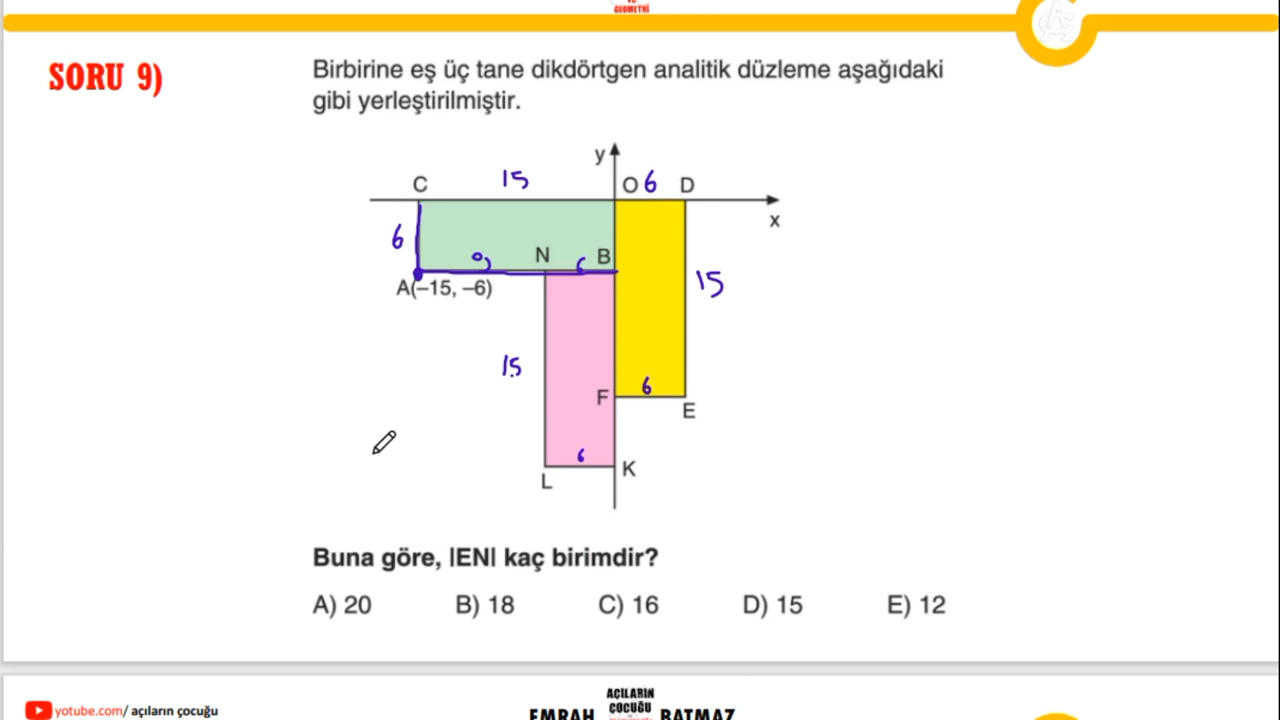 GEOMETRİ
SORU 9)
Birbirine eş üç tane dikdörtgen analitik düzleme aşağıdaki
gibi yerleştirilmiştir.
y
C 15 O 6 D
x
6
9 N 6 B
A(–15, –6)
15
15
F 6
E
6
L K
Buna göre, |EN| kaç birimdir?
A) 20 B) 18 C) 16 D) 15 E) 12
yotube.com/ açıların çocuğu
AÇILARIN
ÇOCUĞU
EMRAH BATMAZ